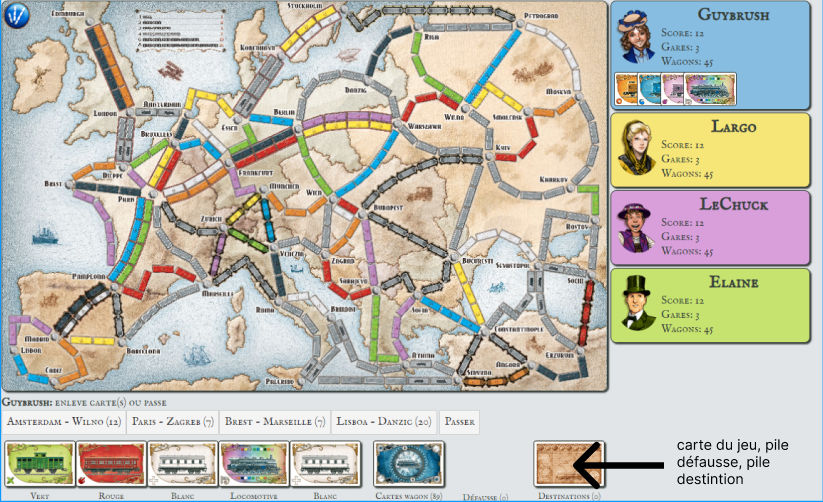 Edinburgh
Stockholm
Petrograd
Kobenhavn
Riga
Danzig
Moskva
London
Amsterdam
Berlin
Wilno
Essen
Smolensk
Bruxelles
Warszawa
Kyiv
Dieppe
Frankfurt
Kharkov
Brest
Paris
Munchen
Wien
Budapest
Zurich
Rostov
Venezia
Zagrab
Bucuresti
Sevastopol
Pamplona
Marseille
Sarajevo
Sochi
Roma
Brindisi
Sofia
Madrid
Barcelona
Constantinople
Lisboa
Athina
Erzurum
Cadiz
Palermo
Smyrna
Angora
Guybrush
Score: 12
Gares: 3
Wagons: 45
Largo
Score: 12
Gares: 3
Wagons: 45
LeChuck
Score: 12
Gares: 3
Wagons: 45
Elaine
Score: 12
Gares: 3
Wagons: 45
Guybrush: enleve carte(s) ou passe
Amsterdam - Wilno (12) Paris - Zagreb (7) Brest - Marseille (7) Lisboa - Danzig (20) Passer
Vert Rouge Blanc Locomotive Blanc Cartes wagon (89) Défausse (0) Destinations (0)
carte du jeu, pile
défausse, pile
destintion